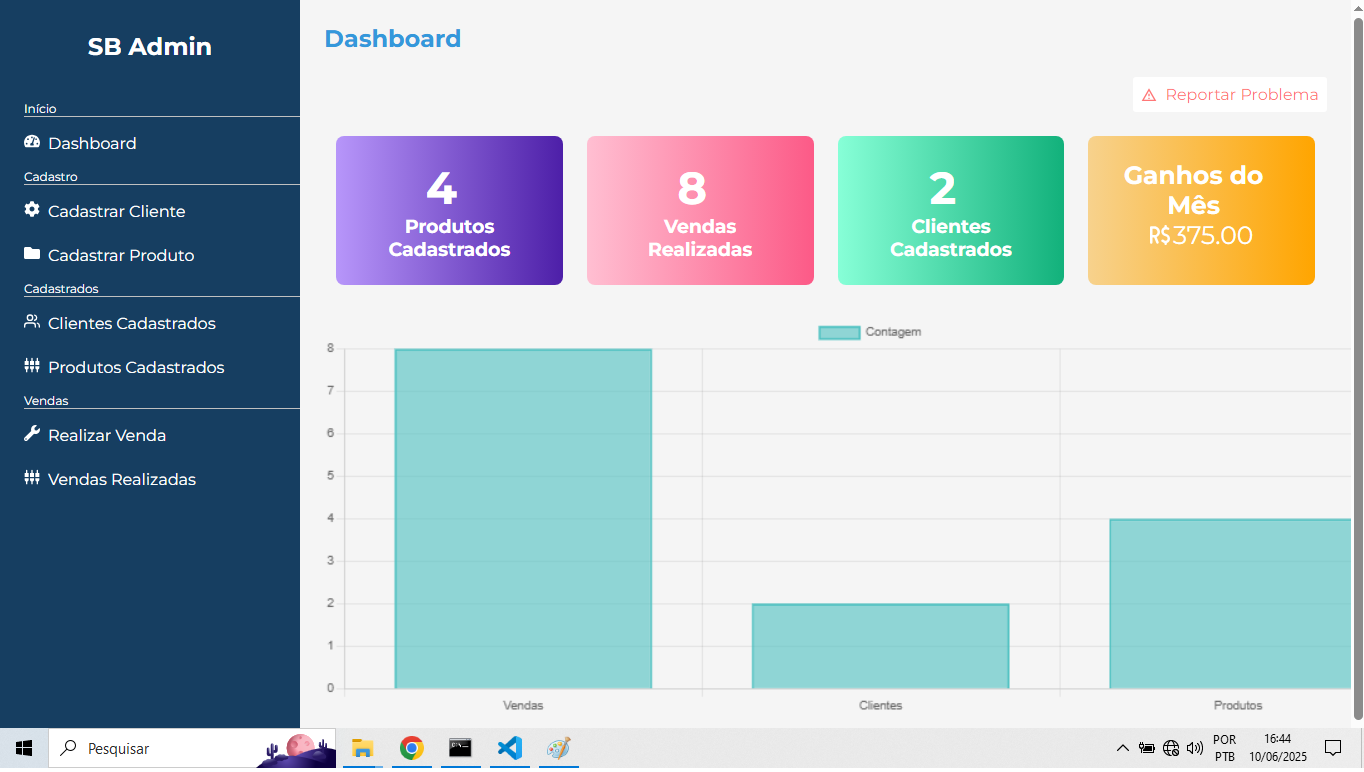 SB Admin
Início
Dashboard
Cadastro
Cadastrar Cliente
Cadastrar Produto
Cadastrados
Clientes Cadastrados
Produtos Cadastrados
Vendas
Realizar Venda
Vendas Realizadas
Dashboard
Reportar Problema
4
Produtos
Cadastrados
8
Vendas
Realizadas
2
Clientes
Cadastrados
Ganhos do
Mês
R$375.00
Contagem
8
7
6
5
4
3
2
1
0
Vendas
Clientes
Produtos
Pesquisar
POR
PTB
16:44
10/06/2025